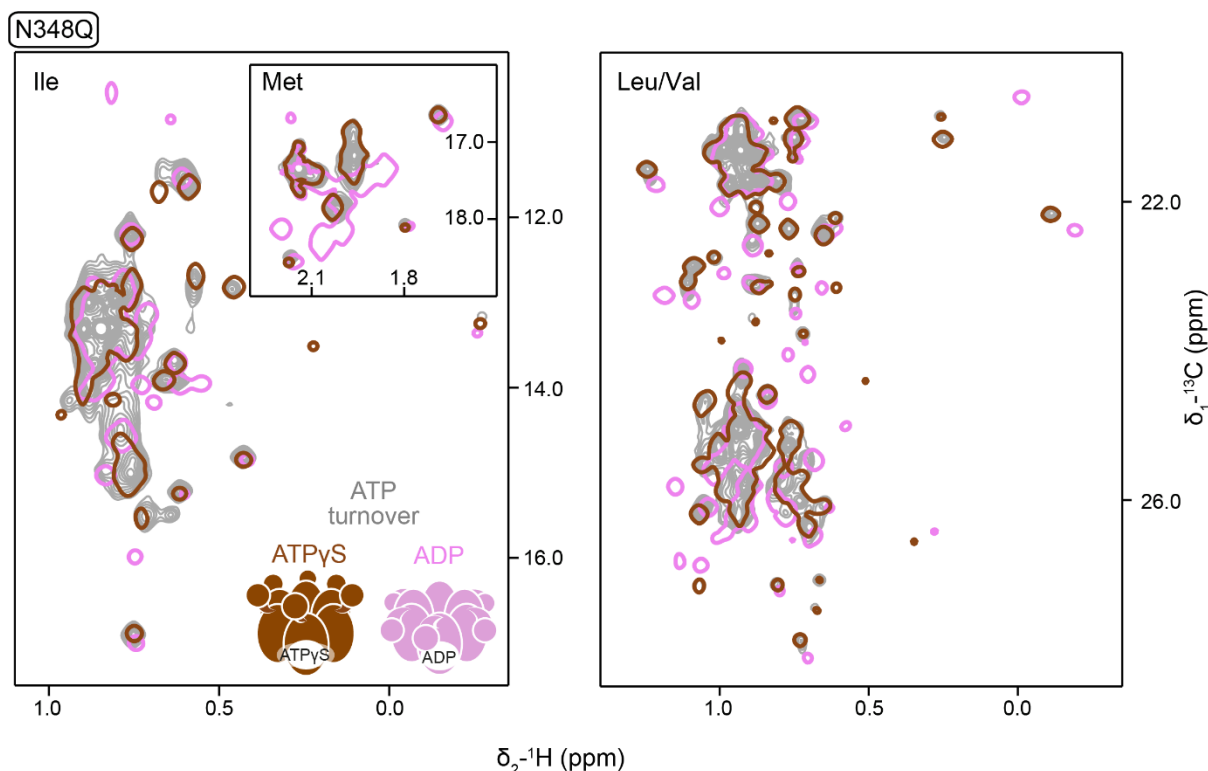 N348Q
Ile
Met
17.0
18.0
2.1
1.8
12.0
14.0
16.0
ATP
turnover
ATPγS
ADP
ATPγS
ADP
1.0
0.5
0.0
Leu/Val
22.0
26.0
1.0
0.5
0.0
δ₁-¹³C (ppm)
δ₂-¹H (ppm)